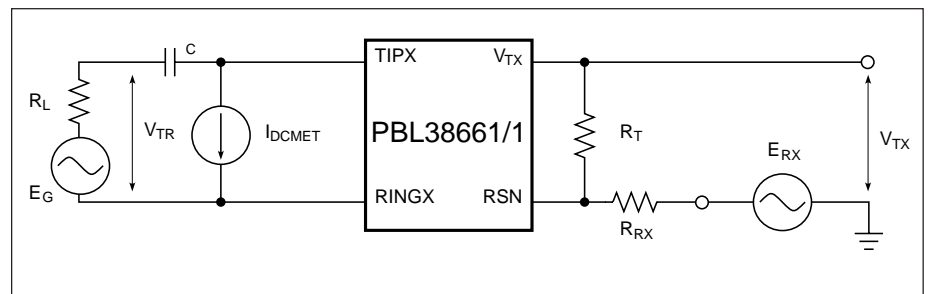 C
TIPX
V_TX
R_L
V_TR
I_DCMET
PBL38661/1
R_T
V_TX
E_RX
E_G
RINGX
RSN
R_RX